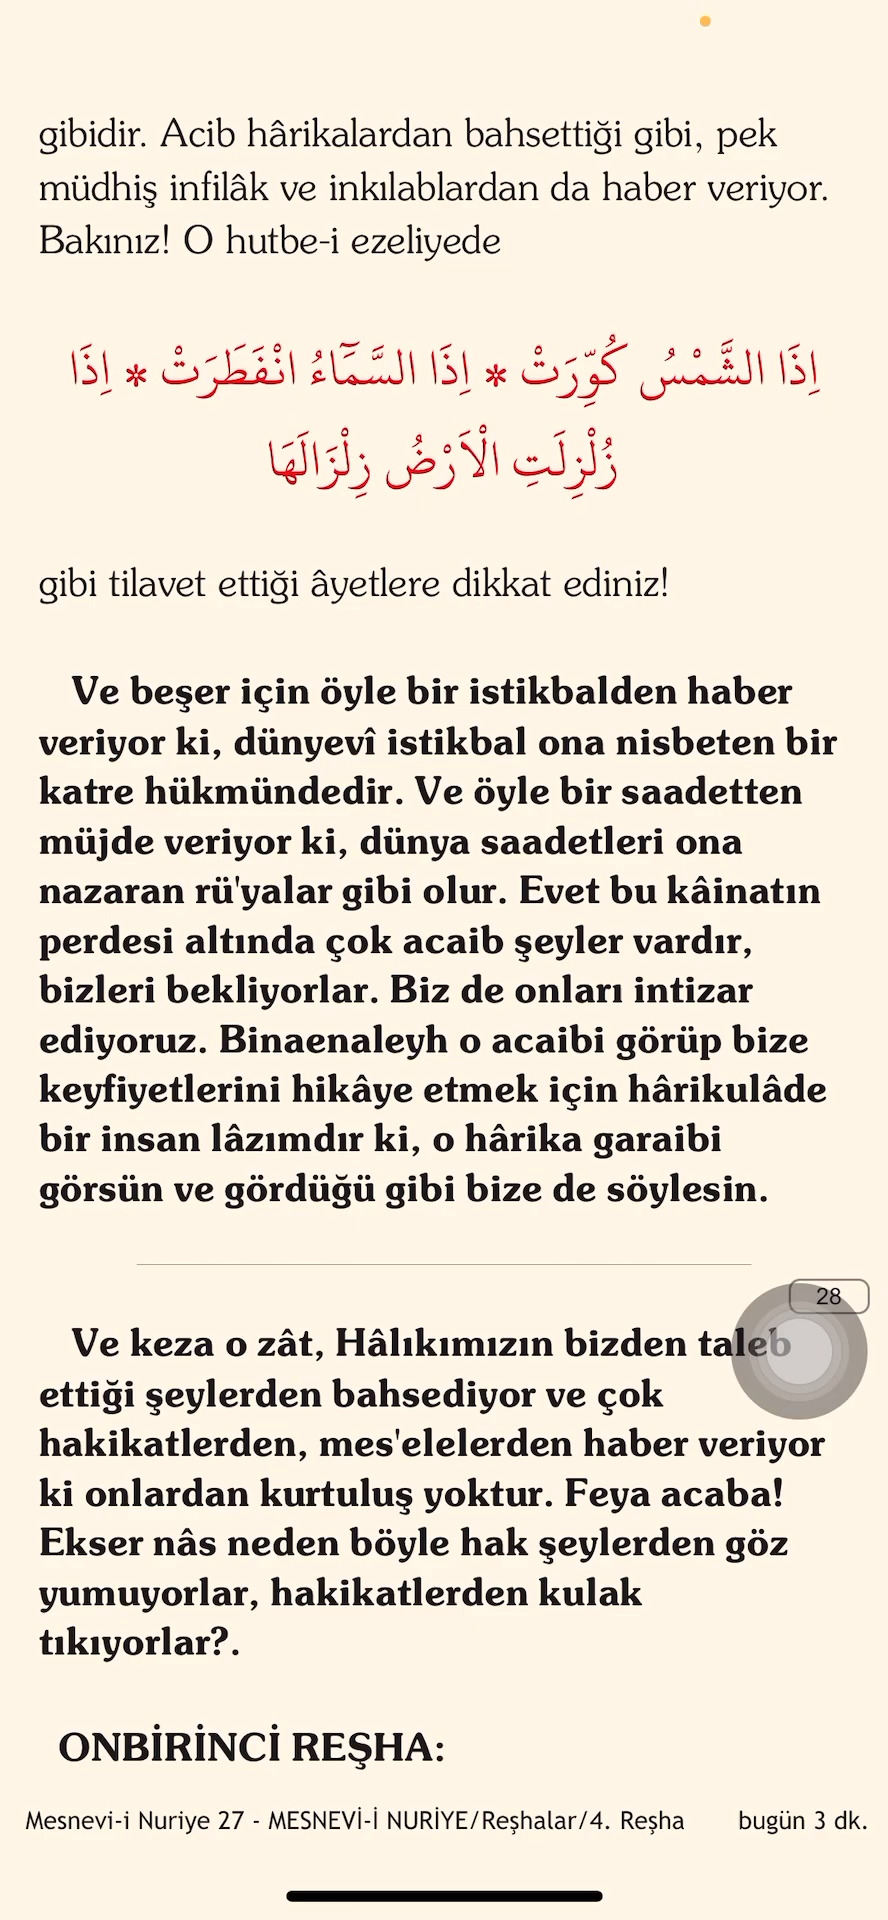 gibidir. Acib hârikalardan bahsettiği gibi, pek
müdhiş infilâk ve inkılablardan da haber veriyor.
Bakınız! O hutbe-i ezeliyede
اِذَا الشَّمْسُ كُوِّرَتْ * اِذَا السَّمَٓاءُ انْفَطَرَتْ * اِذَا
زُلْزِلَتِ الْاَرْضُ زِلْزَالَهَا
gibi tilavet ettiği âyetlere dikkat ediniz!
Ve beşer için öyle bir istikbalden haber
veriyor ki, dünyevî istikbal ona nisbeten bir
katre hükmündedir. Ve öyle bir saadetten
müjde veriyor ki, dünya saadetleri ona
nazaran rü'yalar gibi olur. Evet bu kâinatın
perdesi altında çok acaib şeyler vardır,
bizleri bekliyorlar. Biz de onları intizar
ediyoruz. Binaenaleyh o acaibi görüp bize
keyfiyetlerini hikâye etmek için hârikulâde
bir insan lâzımdır ki, o hârika garaibi
görsün ve gördüğü gibi bize de söylesin.
28
Ve keza o zât, Hâlıkımızın bizden taleb
ettiği şeylerden bahsediyor ve çok
hakikatlerden, mes'elelerden haber veriyor
ki onlardan kurtuluş yoktur. Feya acaba!
Ekser nâs neden böyle hak şeylerden göz
yumuyorlar, hakikatlerden kulak
tıkıyorlar?.
ONBİRİNCİ REŞHA:
Mesnevi-i Nuriye 27 - MESNEVİ-İ NURİYE/Reşhalar/4. Reşha bugün 3 dk.